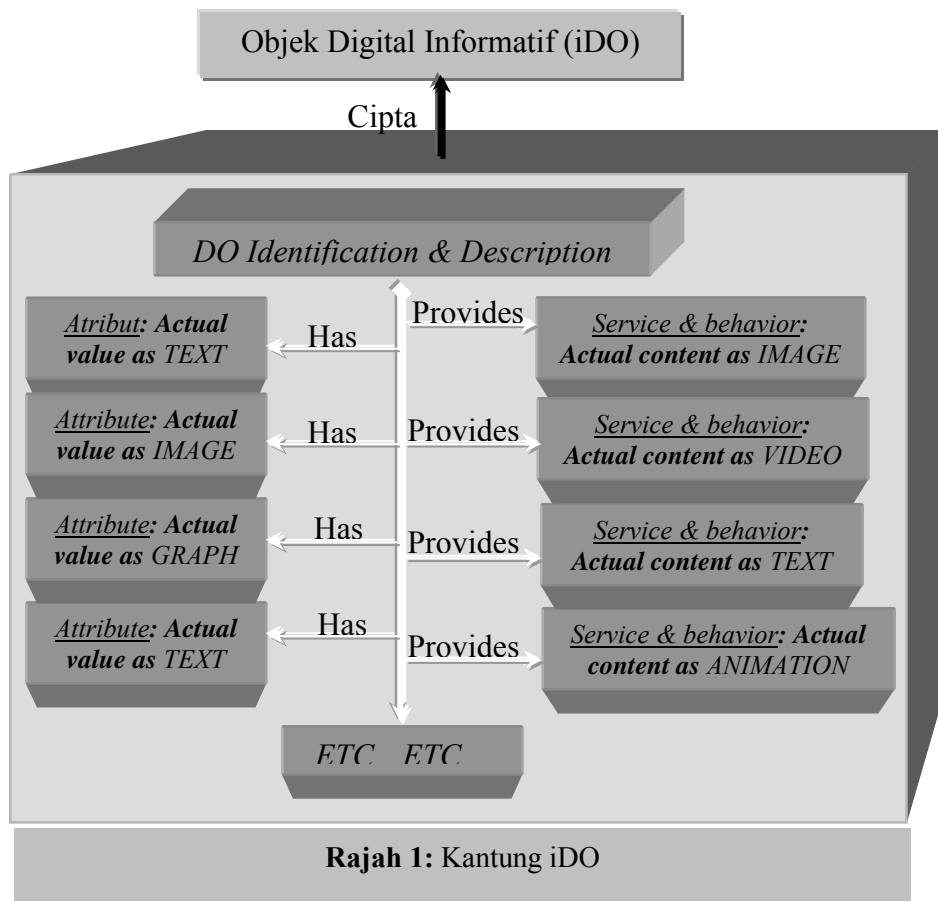 Objek Digital Informatif (iDO)
Cipta
DO Identification & Description
Atribut: Actual
value as TEXT
Has
Provides
Service & behavior:
Actual content as IMAGE
Attribute: Actual
value as IMAGE
Has
Provides
Service & behavior:
Actual content as VIDEO
Attribute: Actual
value as GRAPH
Has
Provides
Service & behavior:
Actual content as TEXT
Attribute: Actual
value as TEXT
Has
Provides
Service & behavior: Actual
content as ANIMATION
ETC ETC
Rajah 1: Kantung iDO